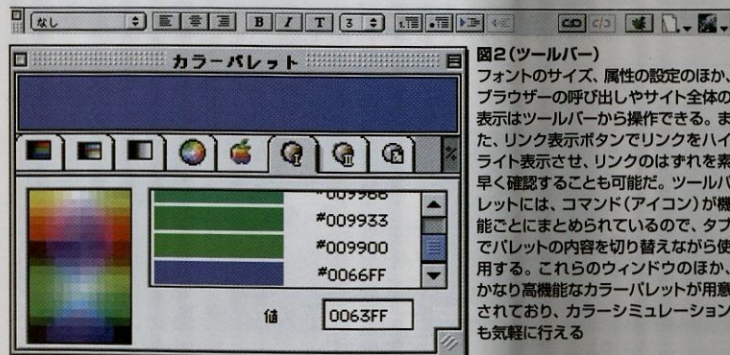 なし
B I T 3
カラーパレット
#009966
#009933
#009900
#0066FF
値 0063FF
図2(ツールバー)
フォントのサイズ、属性の設定のほか、
ブラウザーの呼び出しやサイト全体の
表示はツールバーから操作できる。ま
た、リンク表示ボタンでリンクをハイ
ライト表示させ、リンクのはずれを素
早く確認することも可能だ。ツールパ
レットには、コマンド(アイコン)が機
能ごとにまとめられているので、タブ
でパレットの内容を切り替えながら使
用する。これらのウィンドウのほか、
かなり高機能なカラーパレットが用意
されており、カラーシミュレーション
も気軽に行える